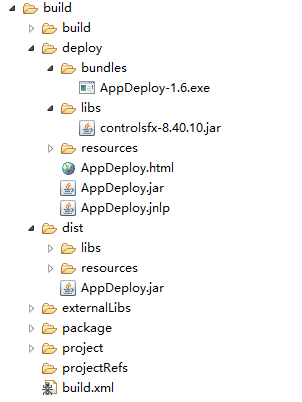 build
build
deploy
bundles
AppDeploy-1.6.exe
libs
controlsfx-8.40.10.jar
resources
AppDeploy.html
AppDeploy.jar
AppDeploy.jnlp
dist
libs
resources
AppDeploy.jar
externalLibs
package
project
projectRefs
build.xml